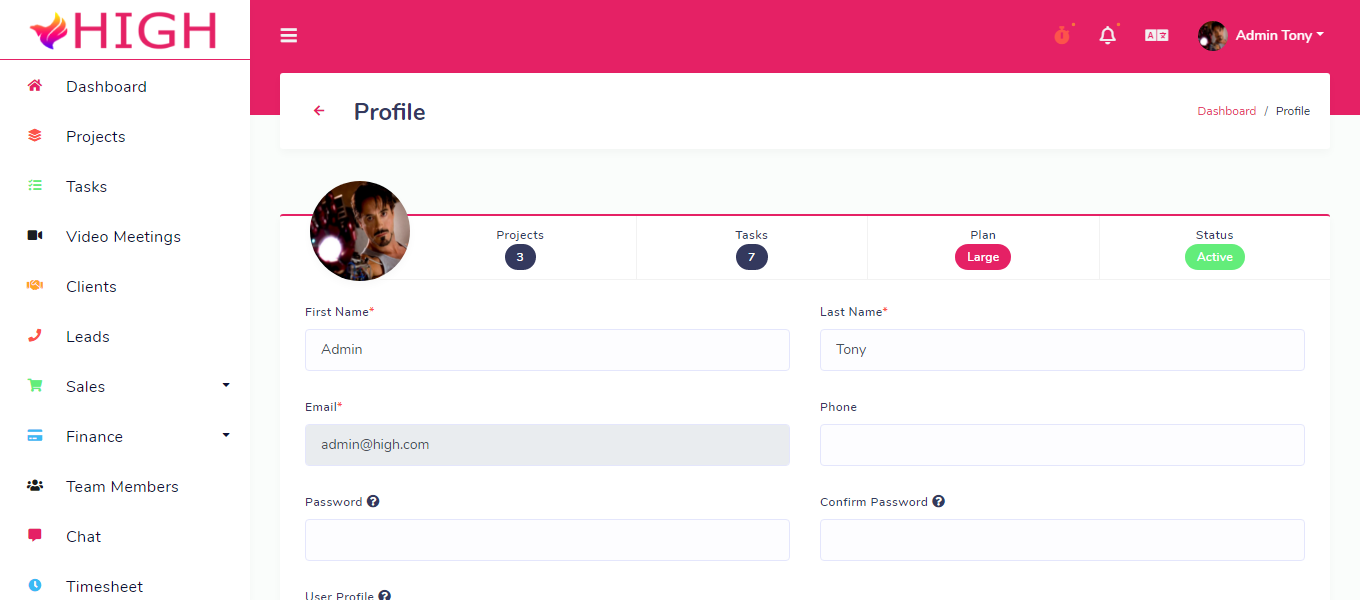 HIGH
Dashboard
Projects
Tasks
Video Meetings
Clients
Leads
Sales
Finance
Team Members
Chat
Timesheet
Admin Tony
Profile
Dashboard / Profile
Projects
3
Tasks
7
Plan
Large
Status
Active
First Name*
Admin
Last Name*
Tony
Email*
admin@high.com
Phone
Password ?
Confirm Password ?
User Profile ?